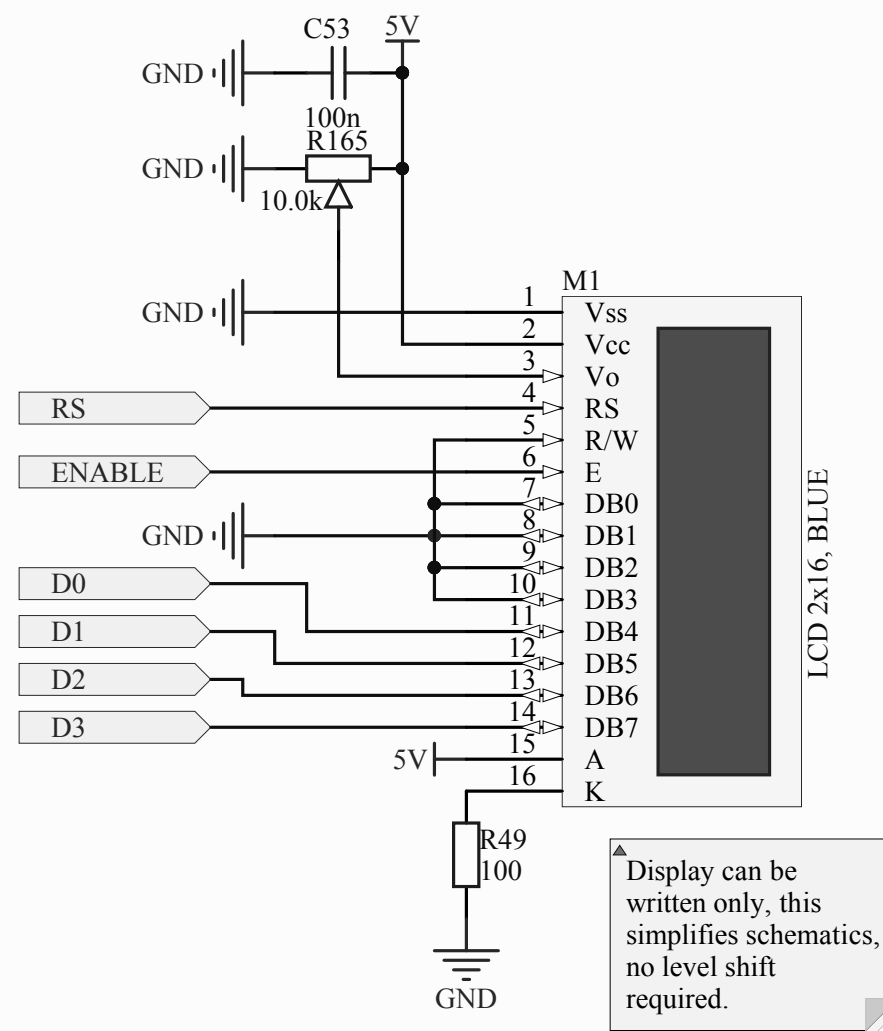 C53
5V
GND
100n
R165
GND
10.0k
M1
GND
1
Vss
2
Vcc
3
Vo
RS
4
RS
5
R/W
ENABLE
6
E
7
DB0
GND
8
DB1
9
DB2
D0
10
DB3
D1
11
DB4
12
DB5
D2
13
DB6
D3
14
DB7
5V
15
A
16
K
LCD 2x16, BLUE
R49
100
GND
Display can be
written only, this
simplifies schematics,
no level shift
required.